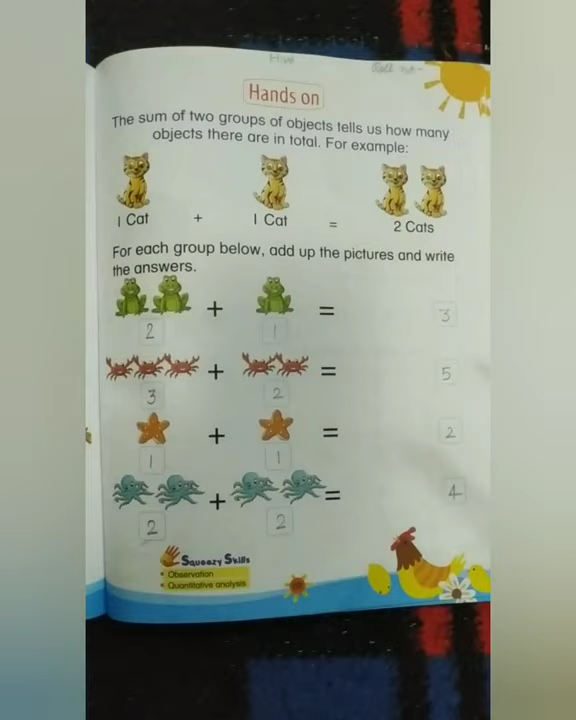 Roll no-
Hands on
The sum of two groups of objects tells us how many
objects there are in total. For example:
1 Cat + 1 Cat = 2 Cats
For each group below, add up the pictures and write
the answers.
+ = 3
2 1
+ = 5
3 2
+ = 2
1 1
+ = 4
2 2
Squeezy Skills
• Observation
• Quantitative analysis